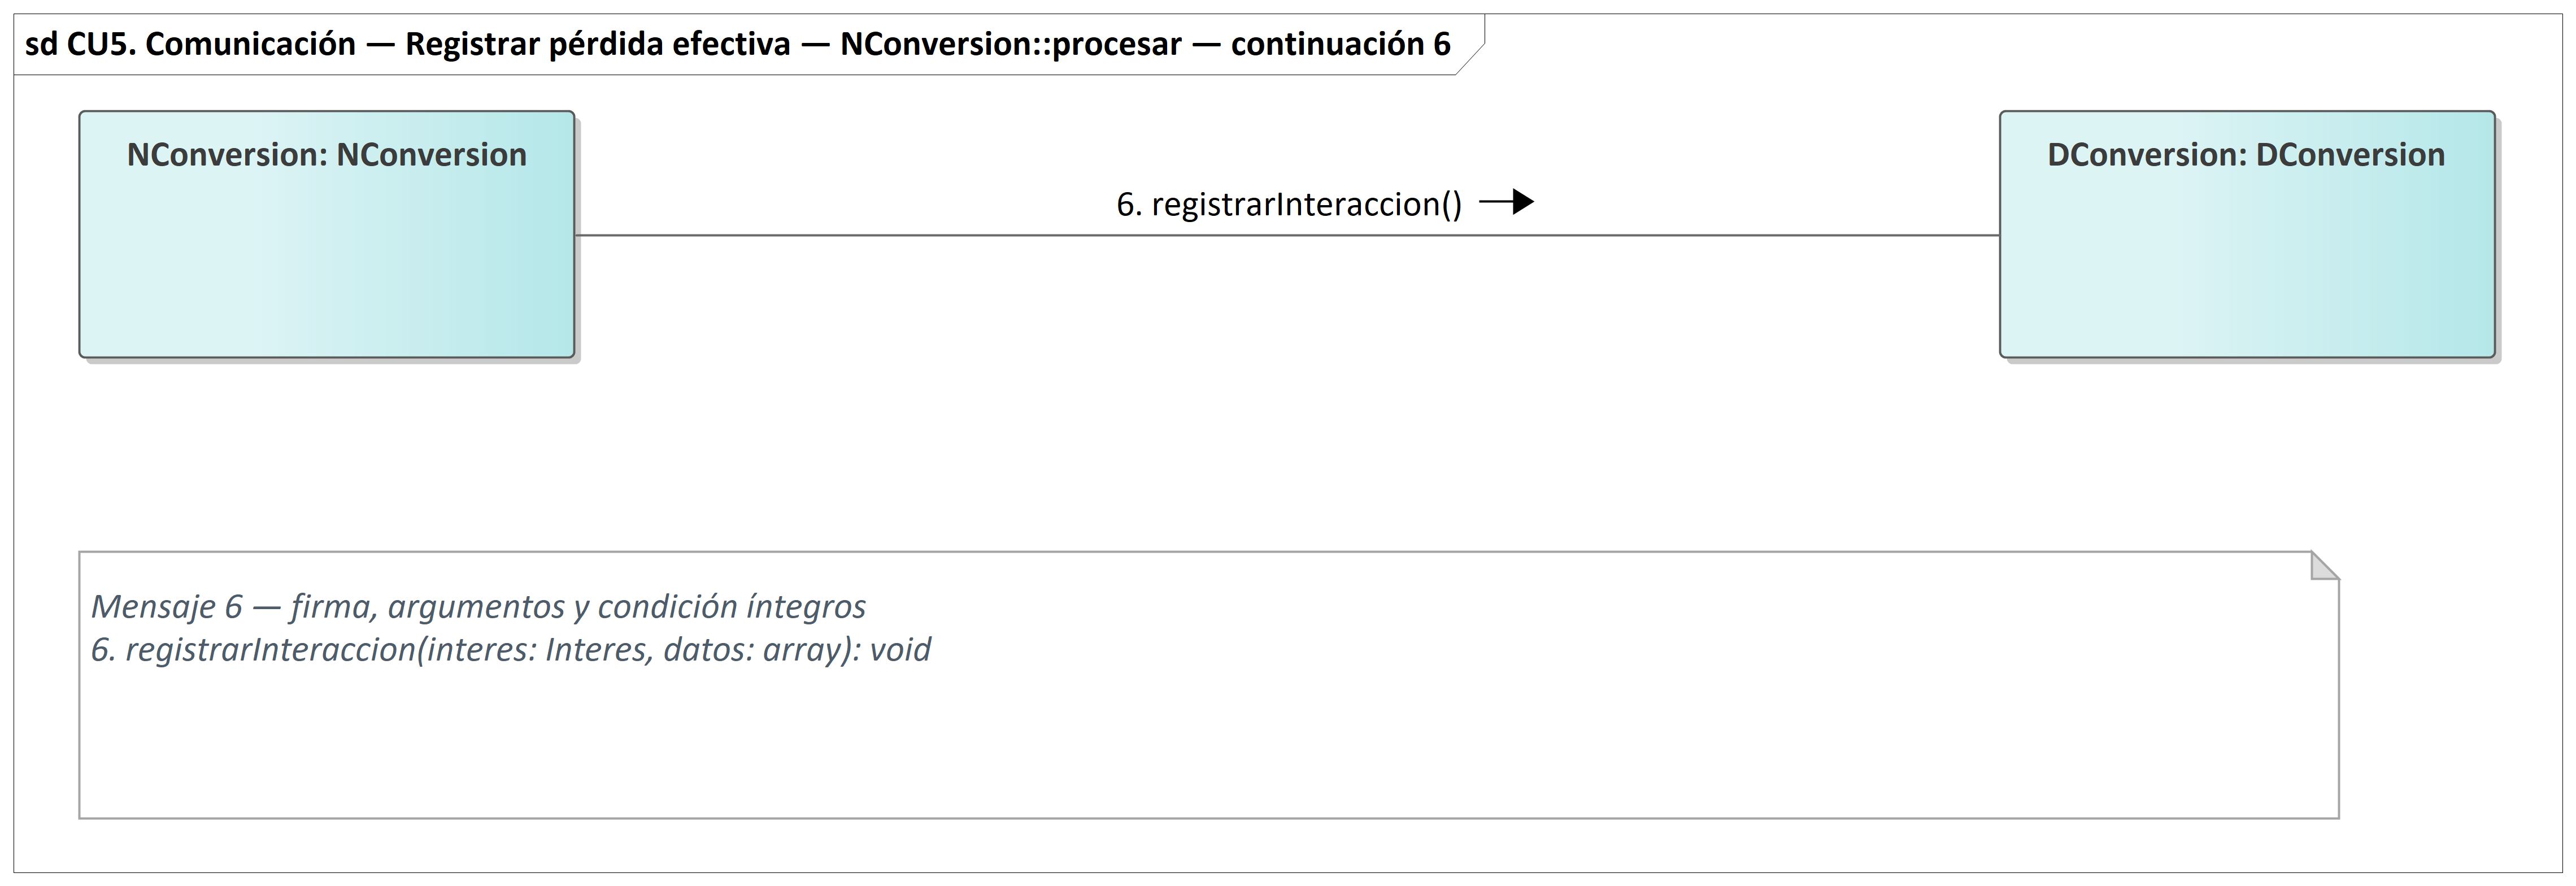 sd CU5. Comunicación — Registrar pérdida efectiva — NConversion::procesar — continuación 6
NConversion: NConversion
DConversion: DConversion
6. registrarInteraccion()
Mensaje 6 — firma, argumentos y condición íntegros
6. registrarInteraccion(interes: Interes, datos: array): void